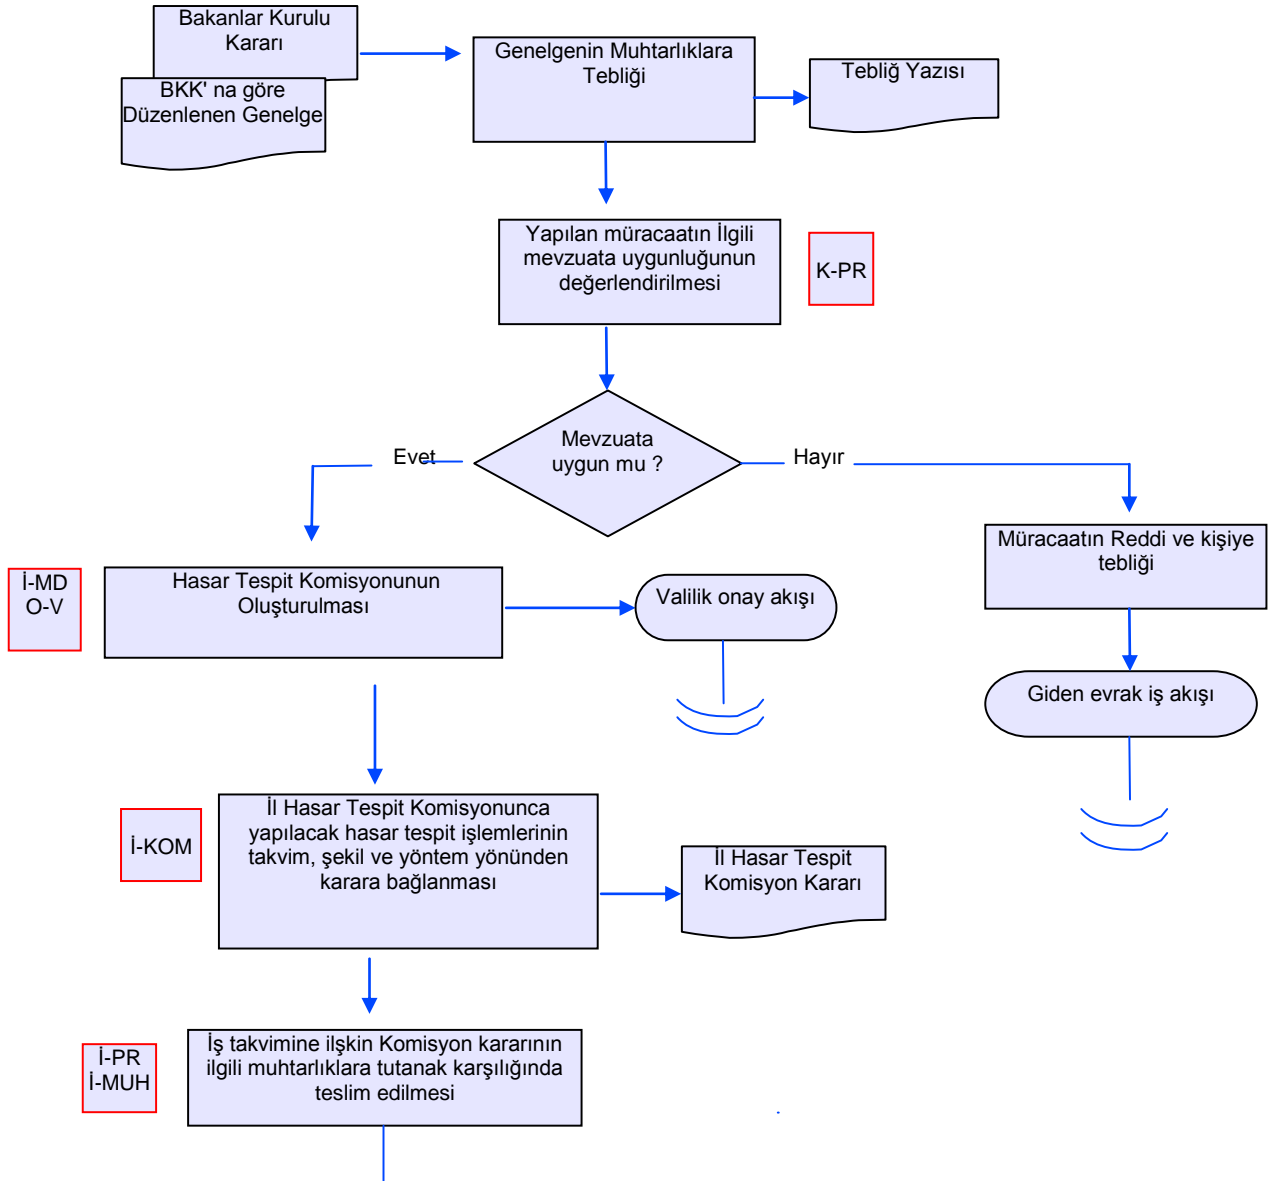 Bakanlar Kurulu
Kararı
BKK' na göre
Düzenlenen Genelge
Genelgenin Muhtarlıklara
Tebliği
Tebliğ Yazısı
Yapılan müracaatın İlgili
mevzuata uygunluğunun
değerlendirilmesi
K-PR
Mevzuata
uygun mu ?
Evet
Hayır
Müracaatın Reddi ve kişiye
tebliği
İ-MD
O-V
Hasar Tespit Komisyonunun
Oluşturulması
Valilik onay akışı
Giden evrak iş akışı
İ-KOM
İl Hasar Tespit Komisyonunca
yapılacak hasar tespit işlemlerinin
takvim, şekil ve yöntem yönünden
karara bağlanması
İl Hasar Tespit
Komisyon Kararı
İ-PR
İ-MUH
İş takvimine ilşkin Komisyon kararının
ilgili muhtarlıklara tutanak karşılığında
teslim edilmesi